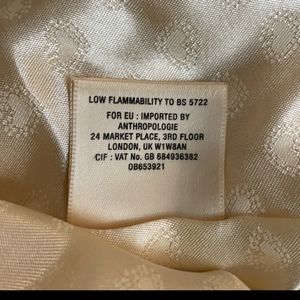 LOW FLAMMABILITY TO BS 5722
FOR EU : IMPORTED BY
ANTHROPOLOGIE
24 MARKET PLACE, 3RD FLOOR
LONDON, UK W1W8AN
CIF : VAT No. GB 684936382
OB653921